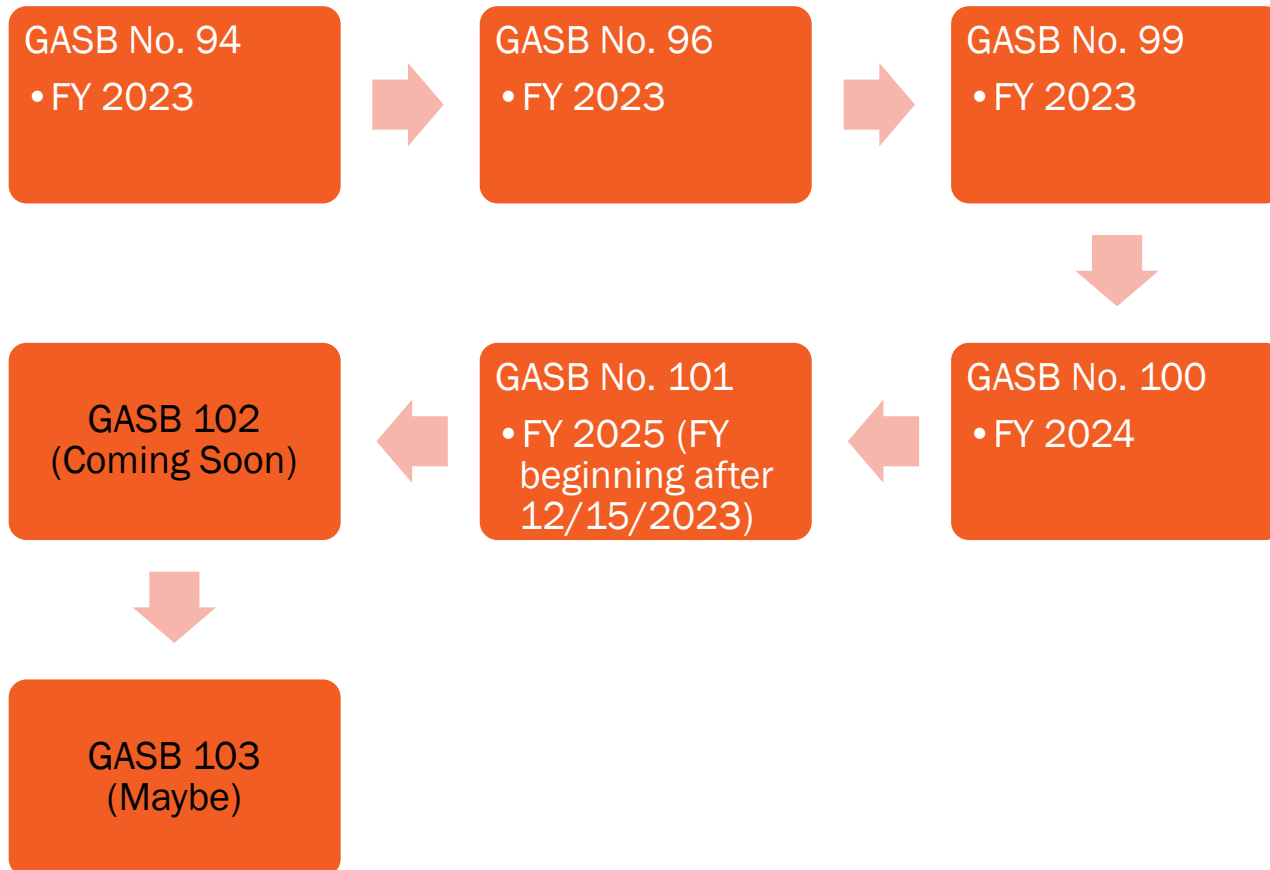 GASB No. 94
• FY 2023
GASB No. 96
• FY 2023
GASB No. 99
• FY 2023
GASB No. 100
• FY 2024
GASB No. 101
• FY 2025 (FY
beginning after
12/15/2023)
GASB 102
(Coming Soon)
GASB 103
(Maybe)